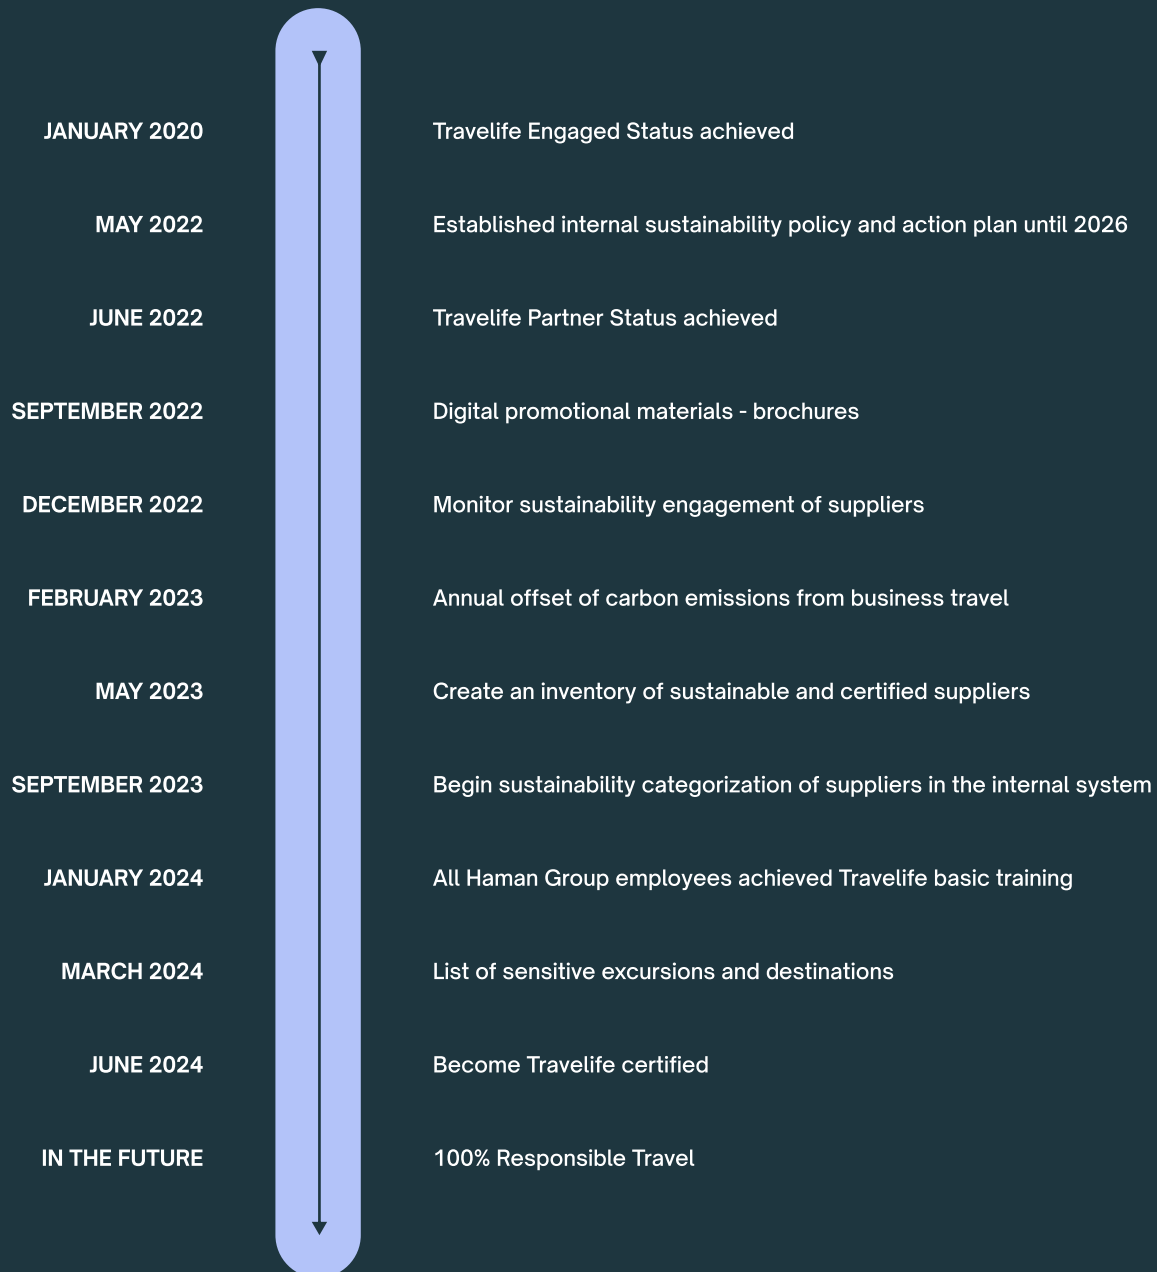 JANUARY 2020 Travelife Engaged Status achieved
MAY 2022 Established internal sustainability policy and action plan until 2026
JUNE 2022 Travelife Partner Status achieved
SEPTEMBER 2022 Digital promotional materials - brochures
DECEMBER 2022 Monitor sustainability engagement of suppliers
FEBRUARY 2023 Annual offset of carbon emissions from business travel
MAY 2023 Create an inventory of sustainable and certified suppliers
SEPTEMBER 2023 Begin sustainability categorization of suppliers in the internal system
JANUARY 2024 All Haman Group employees achieved Travelife basic training
MARCH 2024 List of sensitive excursions and destinations
JUNE 2024 Become Travelife certified
IN THE FUTURE 100% Responsible Travel